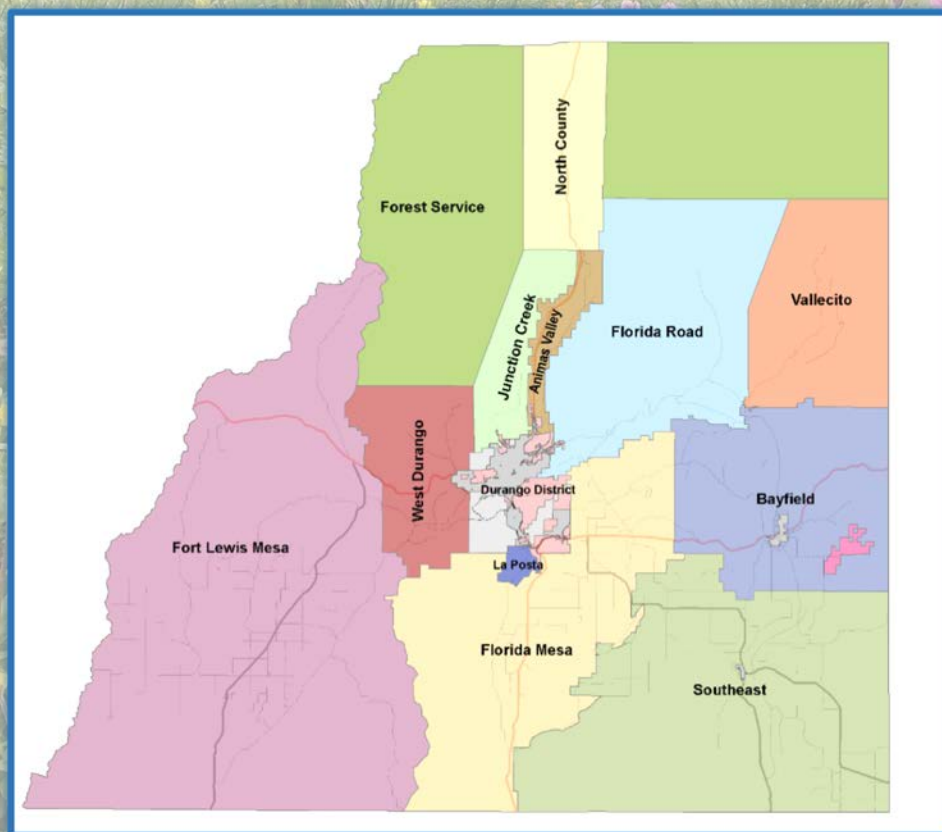 North County
Forest Service
Vallecito
Junction Creek
Animas Valley
Florida Road
West Durango
Durango District
Bayfield
Fort Lewis Mesa
La Posta
Florida Mesa
Southeast